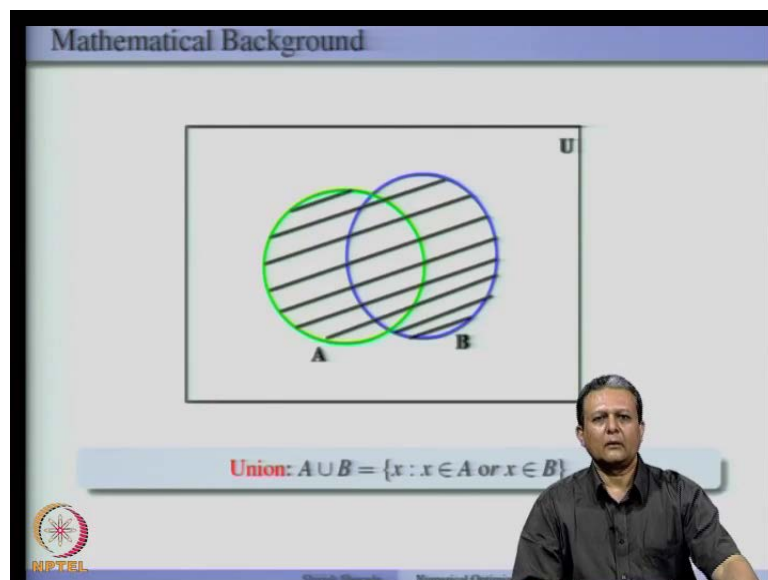 Mathematical Background
U
A
B
Union: A ∪ B = {x : x ∈ A or x ∈ B}
NPTEL